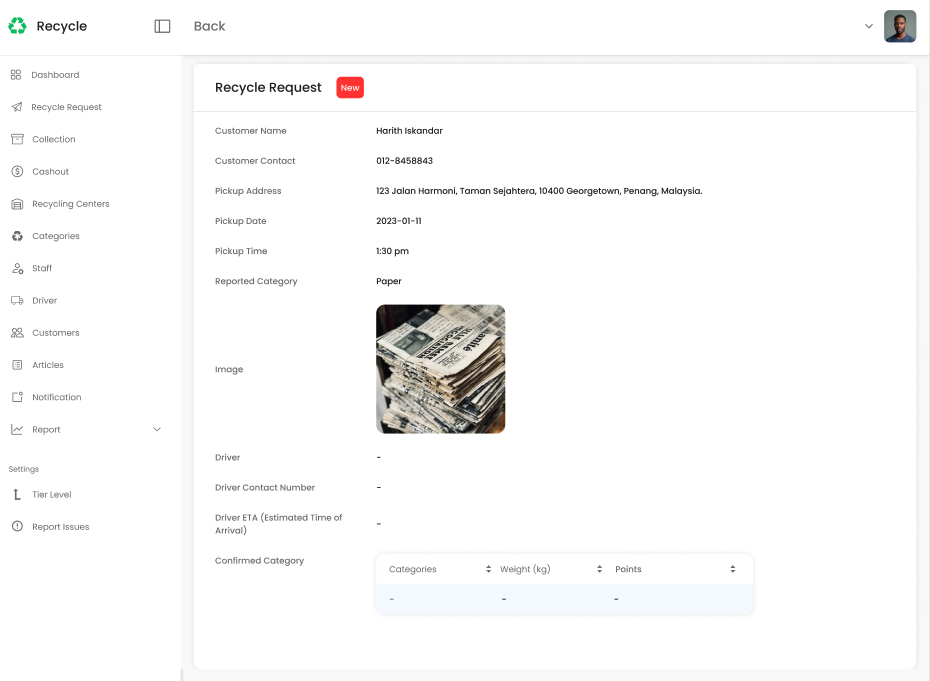 Recycle
Back
Dashboard
Recycle Request
Collection
Cashout
Recycling Centers
Categories
Staff
Driver
Customers
Articles
Notification
Report
Settings
Tier Level
Report Issues
Recycle Request New
Customer Name Harith Iskandar
Customer Contact 012-8458843
Pickup Address 123 Jalan Harmoni, Taman Sejahtera, 10400 Georgetown, Penang, Malaysia.
Pickup Date 2023-01-11
Pickup Time 1:30 pm
Reported Category Paper
Image
Driver -
Driver Contact Number -
Driver ETA (Estimated Time of
Arrival) -
Confirmed Category
Categories Weight (kg) Points
- - -